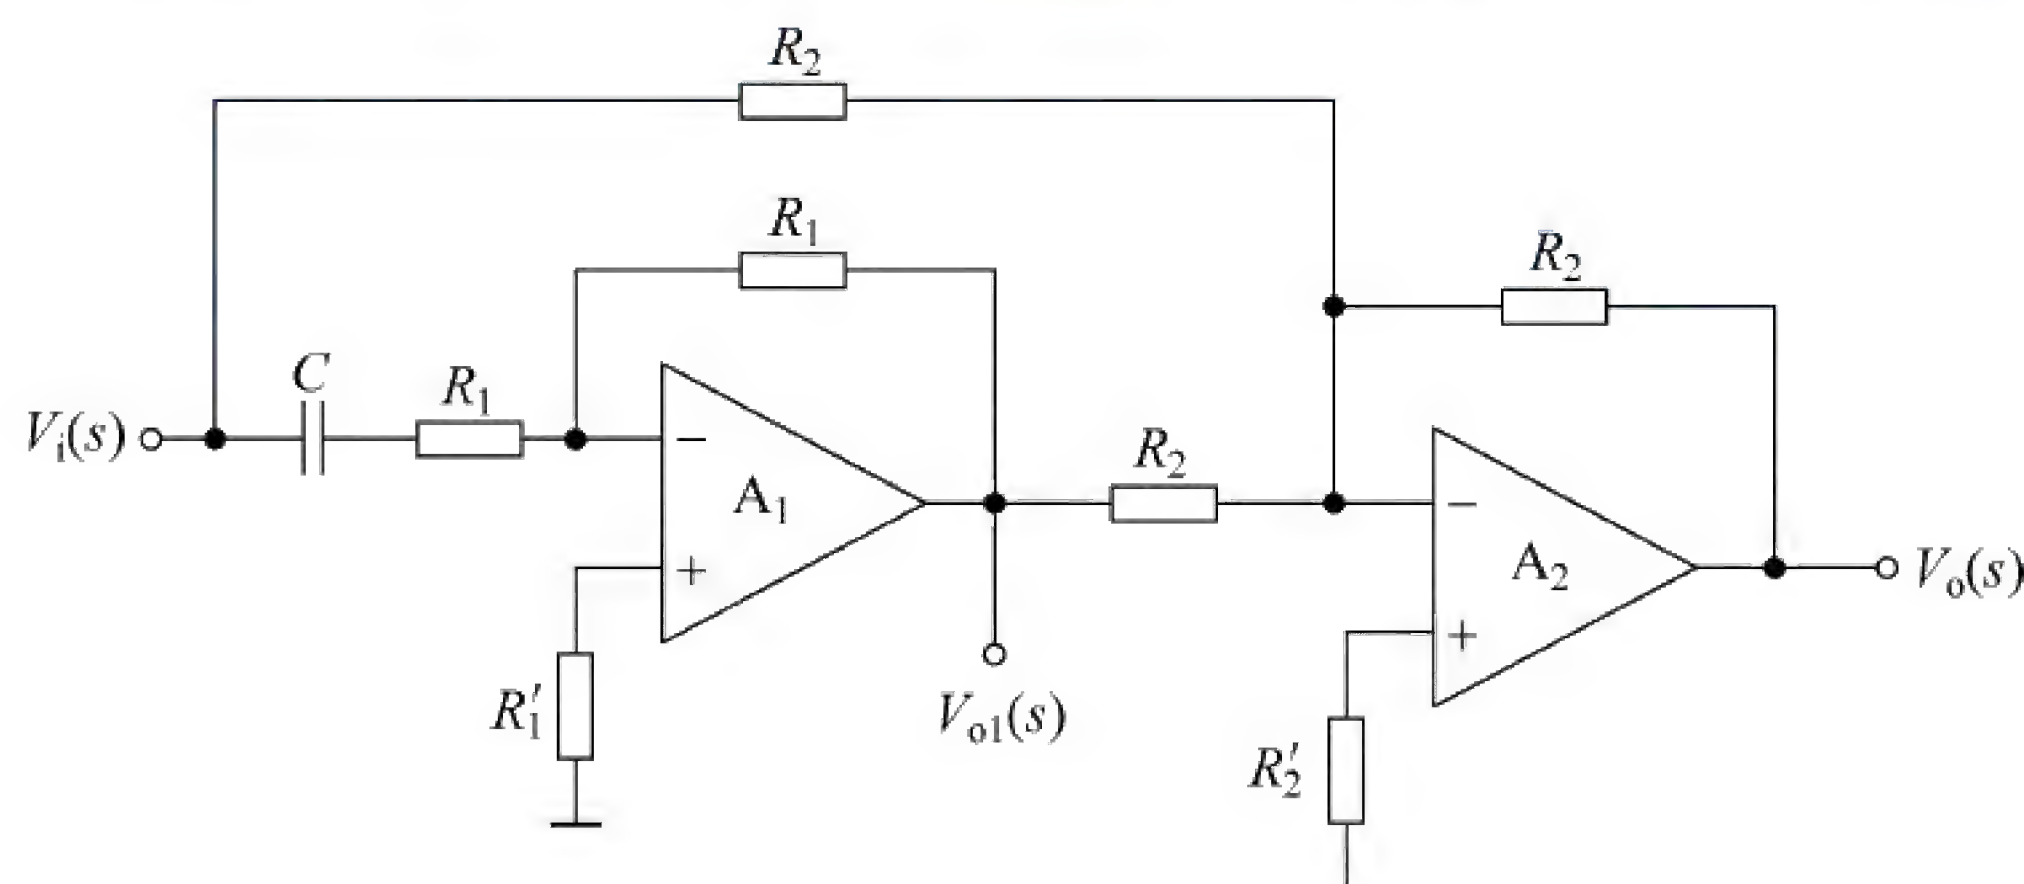 R₂
R₁
R₂
C
R₁
Vᵢ(s)
−
A₁
+
R₂
−
A₂
+
Vₒ(s)
R₁′
Vₒ₁(s)
R₂′